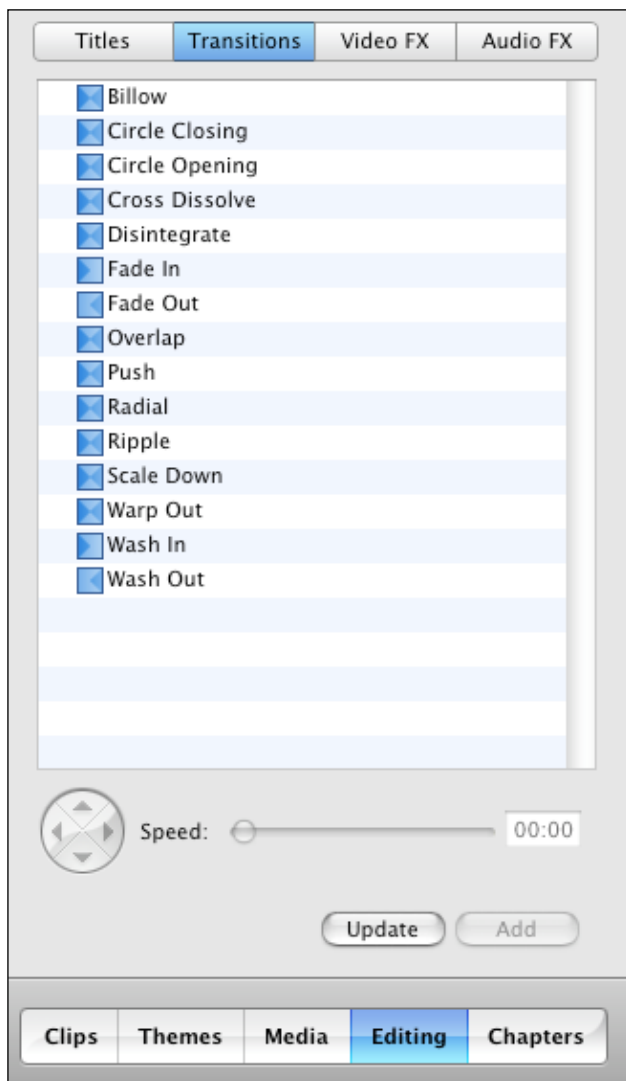 Titles Transitions Video FX Audio FX
Billow
Circle Closing
Circle Opening
Cross Dissolve
Disintegrate
Fade In
Fade Out
Overlap
Push
Radial
Ripple
Scale Down
Warp Out
Wash In
Wash Out
Speed: 00:00
Update Add
Clips Themes Media Editing Chapters